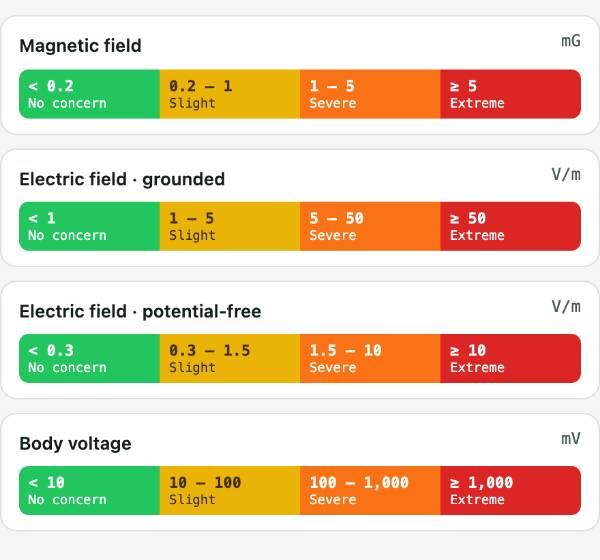 Magnetic field
mG
< 0.2
0.2 – 1
1 – 5
≥ 5
No concern
Slight
Severe
Extreme
Electric field · grounded
V/m
< 1
1 – 5
5 – 50
≥ 50
No concern
Slight
Severe
Extreme
Electric field · potential-free
V/m
< 0.3
0.3 – 1.5
1.5 – 10
≥ 10
No concern
Slight
Severe
Extreme
Body voltage
mV
< 10
10 – 100
100 – 1,000
≥ 1,000
No concern
Slight
Severe
Extreme